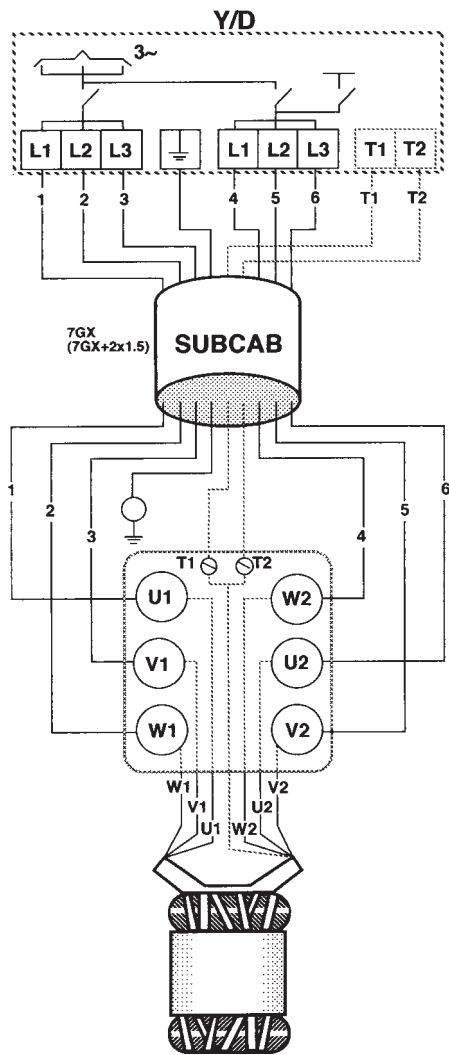 Y/D
3~
L1 L2 L3 L1 L2 L3 T1 T2
1 2 3 4 5 6 T1 T2
7GX
(7GX+2x1.5)
SUBCAB
1 2 3 4 5 6
T1 T2
U1 W2
V1 U2
W1 V2
W1 V2
V1 U2
U1 W2